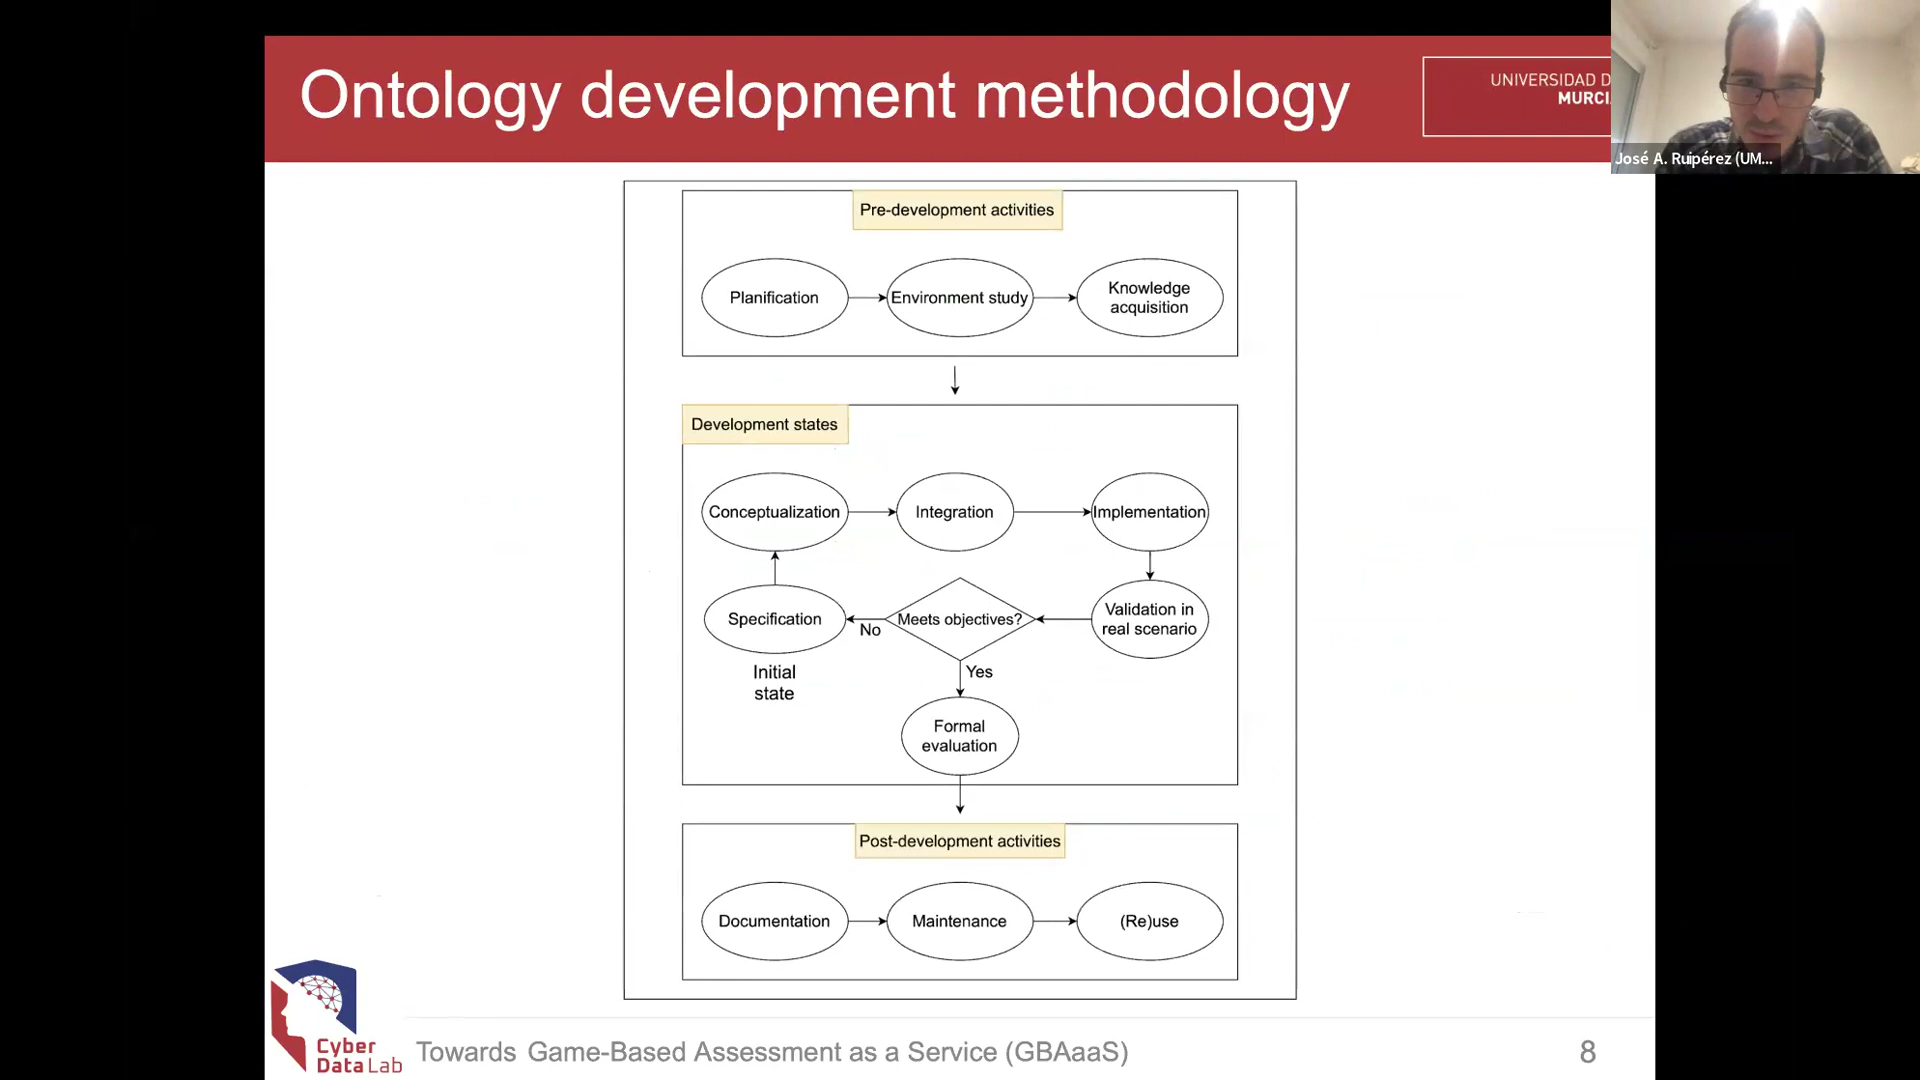 Ontology development methodology
UNIVERSIDAD D
MURCI
José A. Ruipérez (UM...
Pre-development activities
Planification
Environment study
Knowledge
acquisition
Development states
Conceptualization
Integration
Implementation
Specification
No
Meets objectives?
Validation in
real scenario
Initial
state
Yes
Formal
evaluation
Post-development activities
Documentation
Maintenance
(Re)use
Cyber
DataLab
Towards Game-Based Assessment as a Service (GBAaaS)
8